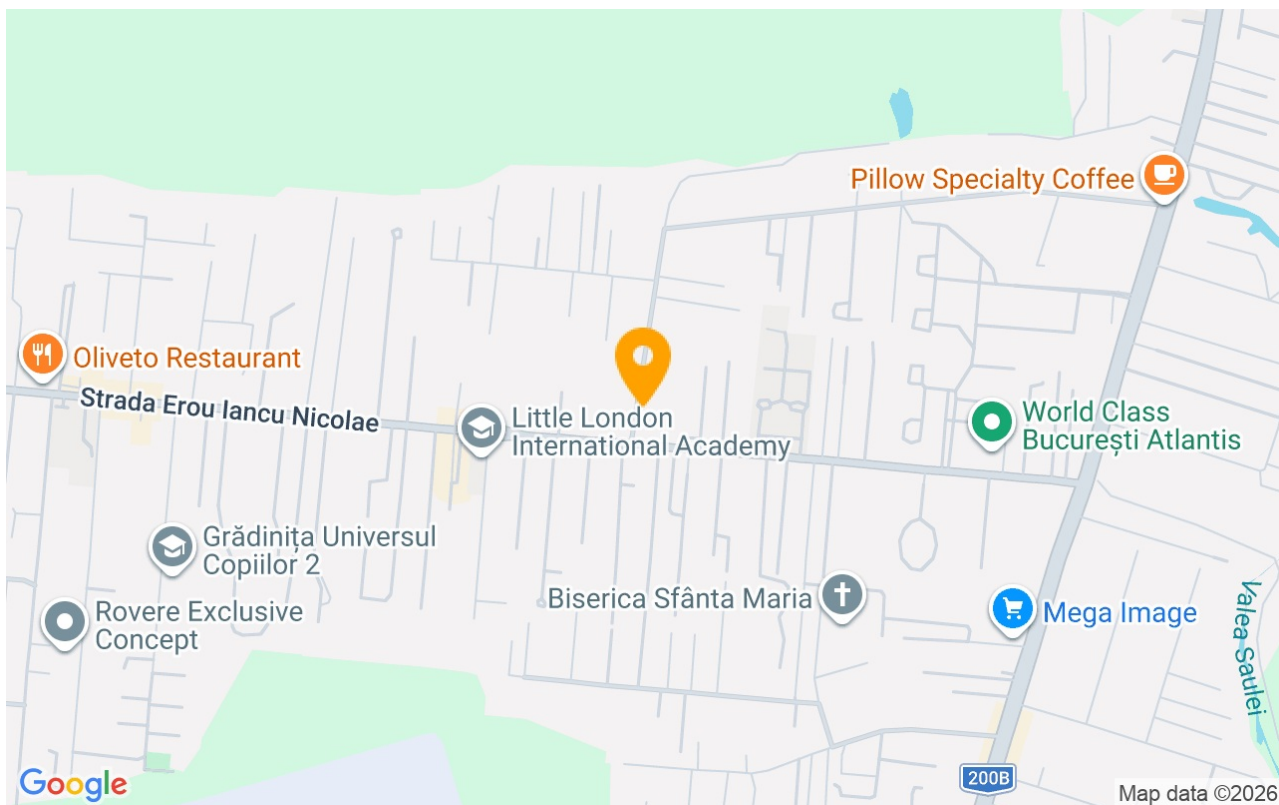 Pillow Specialty Coffee
Oliveto Restaurant
Strada Erou Iancu Nicolae
Little London
International Academy
World Class
București Atlantis
Grădinița Universul
Copiilor 2
Biserica Sfânta Maria
Rovere Exclusive
Concept
Mega Image
Valea Saulei
200B
Google
Map data ©2026